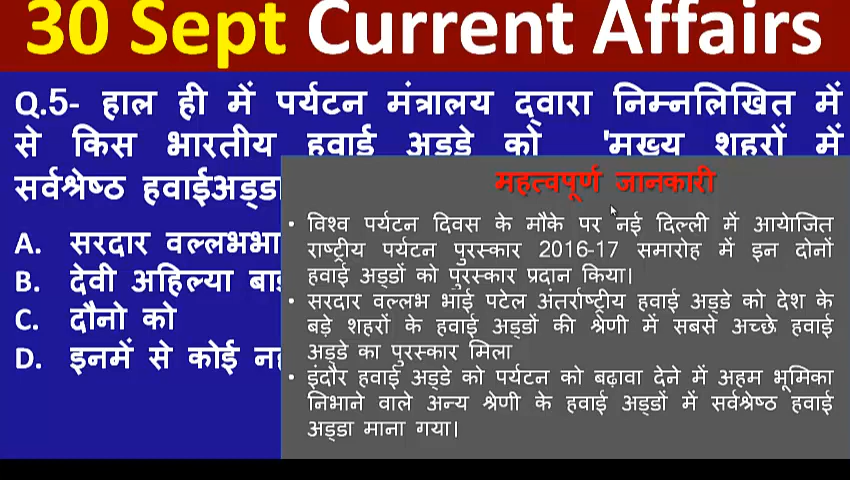 30 Sept Current Affairs
Q.5- हाल ही में पर्यटन मंत्रालय द्वारा निम्नलिखित में
से किस भारतीय हवाई अड्डे को 'मुख्य शहरों में
सर्वश्रेष्ठ हवाईअड्डा
A. सरदार वल्लभभा
B. देवी अहिल्या बाई
C. दौनो को
D. इनमें से कोई नह
महत्वपूर्ण जानकारी
• विश्व पर्यटन दिवस के मौके पर नई दिल्ली में आयोजित
राष्ट्रीय पर्यटन पुरस्कार 2016-17 समारोह में इन दोनों
हवाई अड्डों को पुरस्कार प्रदान किया।
• सरदार वल्लभ भाई पटेल अंतर्राष्ट्रीय हवाई अड्डे को देश के
बड़े शहरों के हवाई अड्डों की श्रेणी में सबसे अच्छे हवाई
अड्डे का पुरस्कार मिला
• इंदौर हवाई अड्डे को पर्यटन को बढ़ावा देने में अहम भूमिका
निभाने वाले अन्य श्रेणी के हवाई अड्डों में सर्वश्रेष्ठ हवाई
अड्डा माना गया।